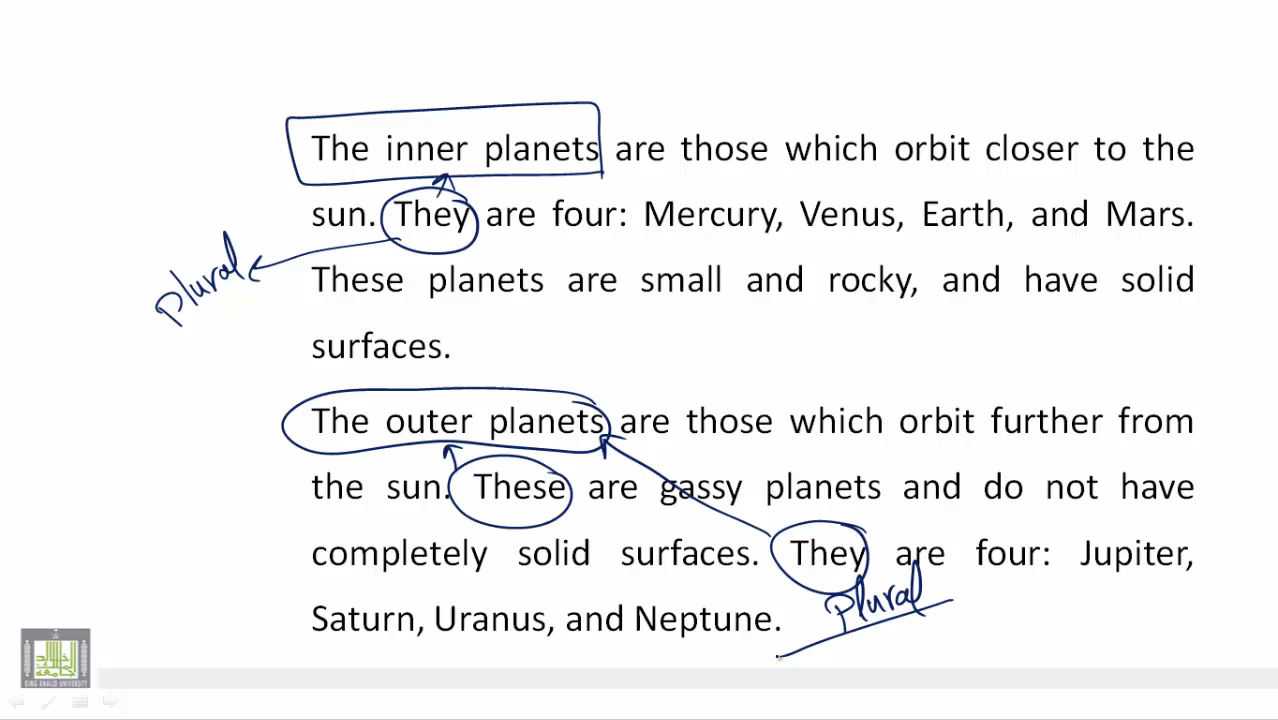 The inner planets are those which orbit closer to the
sun. They are four: Mercury, Venus, Earth, and Mars.
plural
These planets are small and rocky, and have solid
surfaces.
The outer planets are those which orbit further from
the sun. These are gassy planets and do not have
completely solid surfaces. They are four: Jupiter,
plural
Saturn, Uranus, and Neptune.
KING KHALID UNIVERSITY